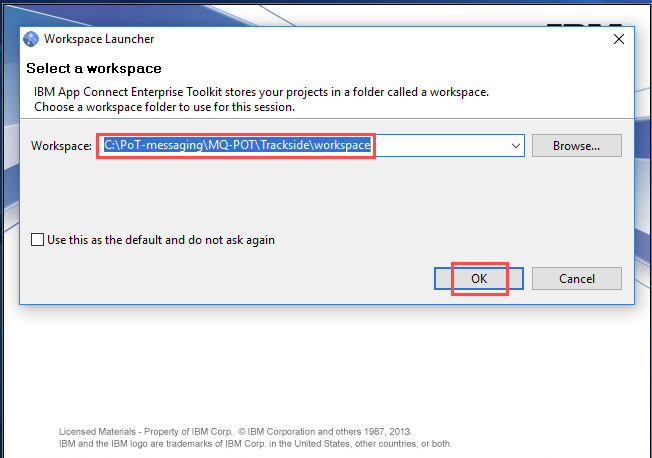 Workspace Launcher
Select a workspace
IBM App Connect Enterprise Toolkit stores your projects in a folder called a workspace.
Choose a workspace folder to use for this session.
Workspace: C:\PoT-messaging\MQ-POT\Trackside\workspace Browse...
Use this as the default and do not ask again
OK Cancel
Licensed Materials - Property of IBM Corp. © IBM Corporation and others 1987, 2013.
IBM and the IBM logo are trademarks of IBM Corp. in the United States, other countries, or both.